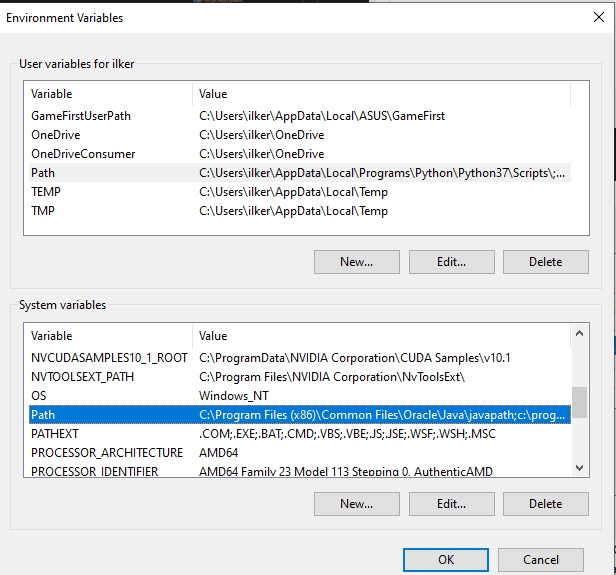 Environment Variables
User variables for ilker
Variable Value
GameFirstUserPath C:\Users\ilker\AppData\Local\ASUS\GameFirst
OneDrive C:\Users\ilker\OneDrive
OneDriveConsumer C:\Users\ilker\OneDrive
Path C:\Users\ilker\AppData\Local\Programs\Python\Python37\Scripts\;...
TEMP C:\Users\ilker\AppData\Local\Temp
TMP C:\Users\ilker\AppData\Local\Temp
New... Edit... Delete
System variables
Variable Value
NVCUDASAMPLES10_1_ROOT C:\ProgramData\NVIDIA Corporation\CUDA Samples\v10.1
NVTOOLSEXT_PATH C:\Program Files\NVIDIA Corporation\NvToolsExt\
OS Windows_NT
Path C:\Program Files (x86)\Common Files\Oracle\Java\javapath;c:\prog...
PATHEXT .COM;.EXE;.BAT;.CMD;.VBS;.VBE;.JS;.JSE;.WSF;.WSH;.MSC
PROCESSOR_ARCHITECTURE AMD64
PROCESSOR_IDENTIFIER AMD64 Family 23 Model 113 Stepping 0, AuthenticAMD
New... Edit... Delete
OK Cancel